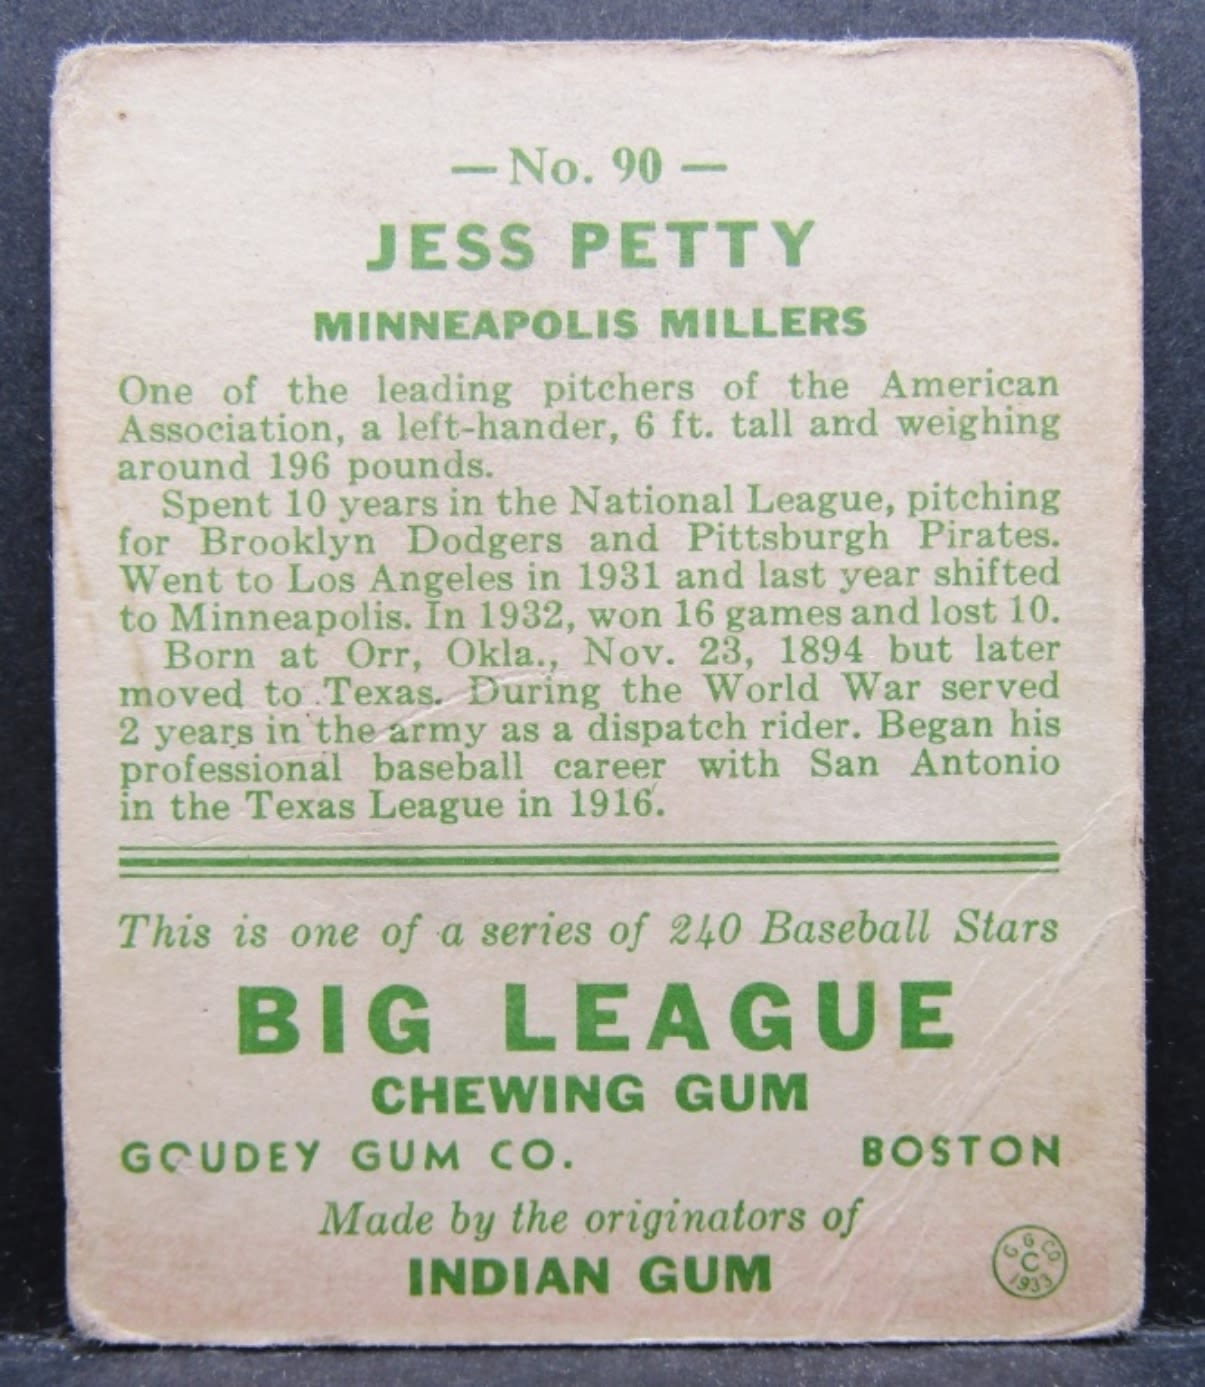 — No. 90 —
JESS PETTY
MINNEAPOLIS MILLERS
One of the leading pitchers of the American
Association, a left-hander, 6 ft. tall and weighing
around 196 pounds.
Spent 10 years in the National League, pitching
for Brooklyn Dodgers and Pittsburgh Pirates.
Went to Los Angeles in 1931 and last year shifted
to Minneapolis. In 1932, won 16 games and lost 10.
Born at Orr, Okla., Nov. 23, 1894 but later
moved to Texas. During the World War served
2 years in the army as a dispatch rider. Began his
professional baseball career with San Antonio
in the Texas League in 1916.
This is one of a series of 240 Baseball Stars
BIG LEAGUE
CHEWING GUM
GOUDEY GUM CO. BOSTON
Made by the originators of
INDIAN GUM
G G CO
C
1933